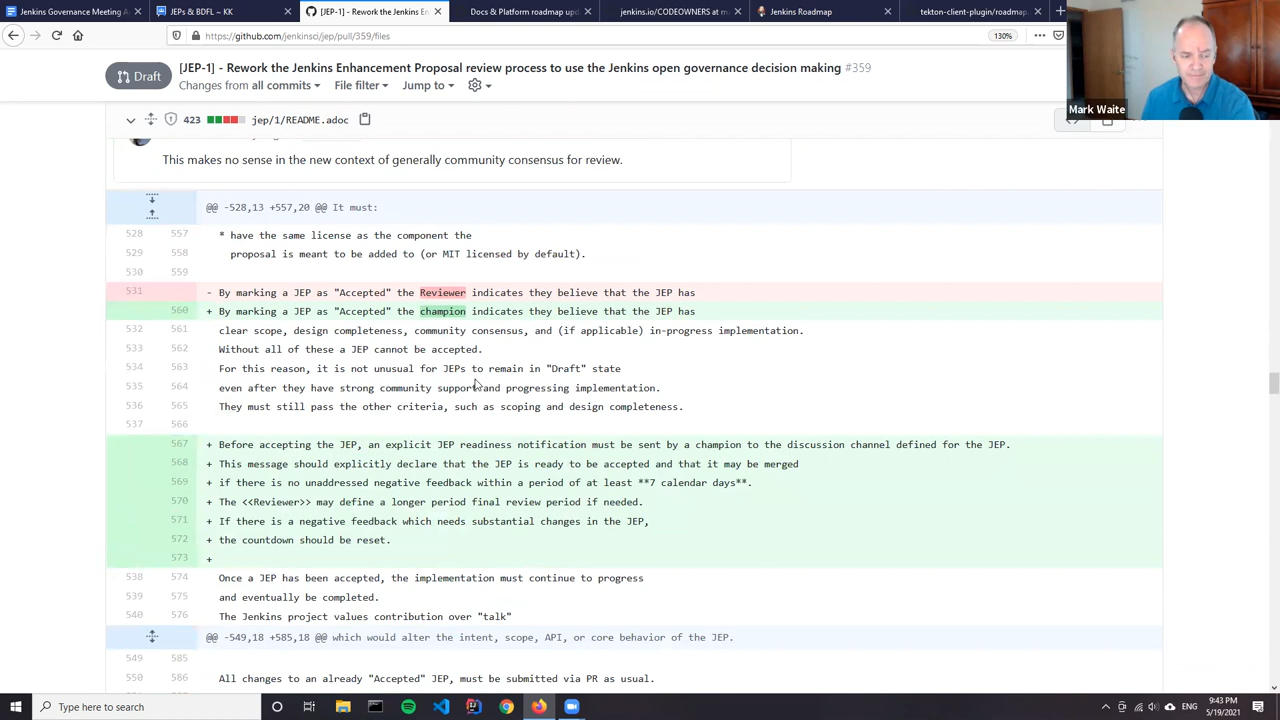 Jenkins Governance Meeting A
JEPs & BDFL ~ KK
[JEP-1] - Rework the Jenkins En
Docs & Platform roadmap upd
jenkins.io/CODEOWNERS at m
Jenkins Roadmap
tekton-client-plugin/roadmap.
https://github.com/jenkinsci/jep/pull/359/files
130%
Draft
[JEP-1] - Rework the Jenkins Enhancement Proposal review process to use the Jenkins open governance decision making #359
Changes from all commits
File filter
Jump to
Mark Waite
423
jep/1/README.adoc
This makes no sense in the new context of generally community consensus for review.
@@ -528,13 +557,20 @@ It must:
528 557 * have the same license as the component the
529 558 proposal is meant to be added to (or MIT licensed by default).
530 559
531 - By marking a JEP as "Accepted" the Reviewer indicates they believe that the JEP has
560 + By marking a JEP as "Accepted" the champion indicates they believe that the JEP has
532 561 clear scope, design completeness, community consensus, and (if applicable) in-progress implementation.
533 562 Without all of these a JEP cannot be accepted.
534 563 For this reason, it is not unusual for JEPs to remain in "Draft" state
535 564 even after they have strong community support and progressing implementation.
536 565 They must still pass the other criteria, such as scoping and design completeness.
537 566
567 + Before accepting the JEP, an explicit JEP readiness notification must be sent by a champion to the discussion channel defined for the JEP.
568 + This message should explicitly declare that the JEP is ready to be accepted and that it may be merged
569 + if there is no unaddressed negative feedback within a period of at least **7 calendar days**.
570 + The <<Reviewer>> may define a longer period final review period if needed.
571 + If there is a negative feedback which needs substantial changes in the JEP,
572 + the countdown should be reset.
573 +
538 574 Once a JEP has been accepted, the implementation must continue to progress
539 575 and eventually be completed.
540 576 The Jenkins project values contribution over "talk"
@@ -549,18 +585,18 @@ which would alter the intent, scope, API, or core behavior of the JEP.
549 585
550 586 All changes to an already "Accepted" JEP, must be submitted via PR as usual.
Type here to search
ENG
9:43 PM
5/19/2021